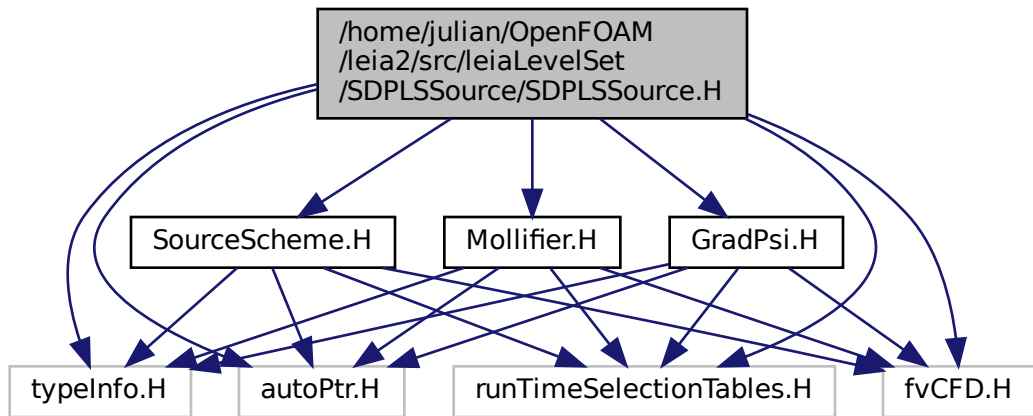 /home/julian/OpenFOAM
/leia2/src/leiaLevelSet
/SDPLSSource/SDPLSSource.H
SourceScheme.H
Mollifier.H
GradPsi.H
typeInfo.H
autoPtr.H
runTimeSelectionTables.H
fvCFD.H